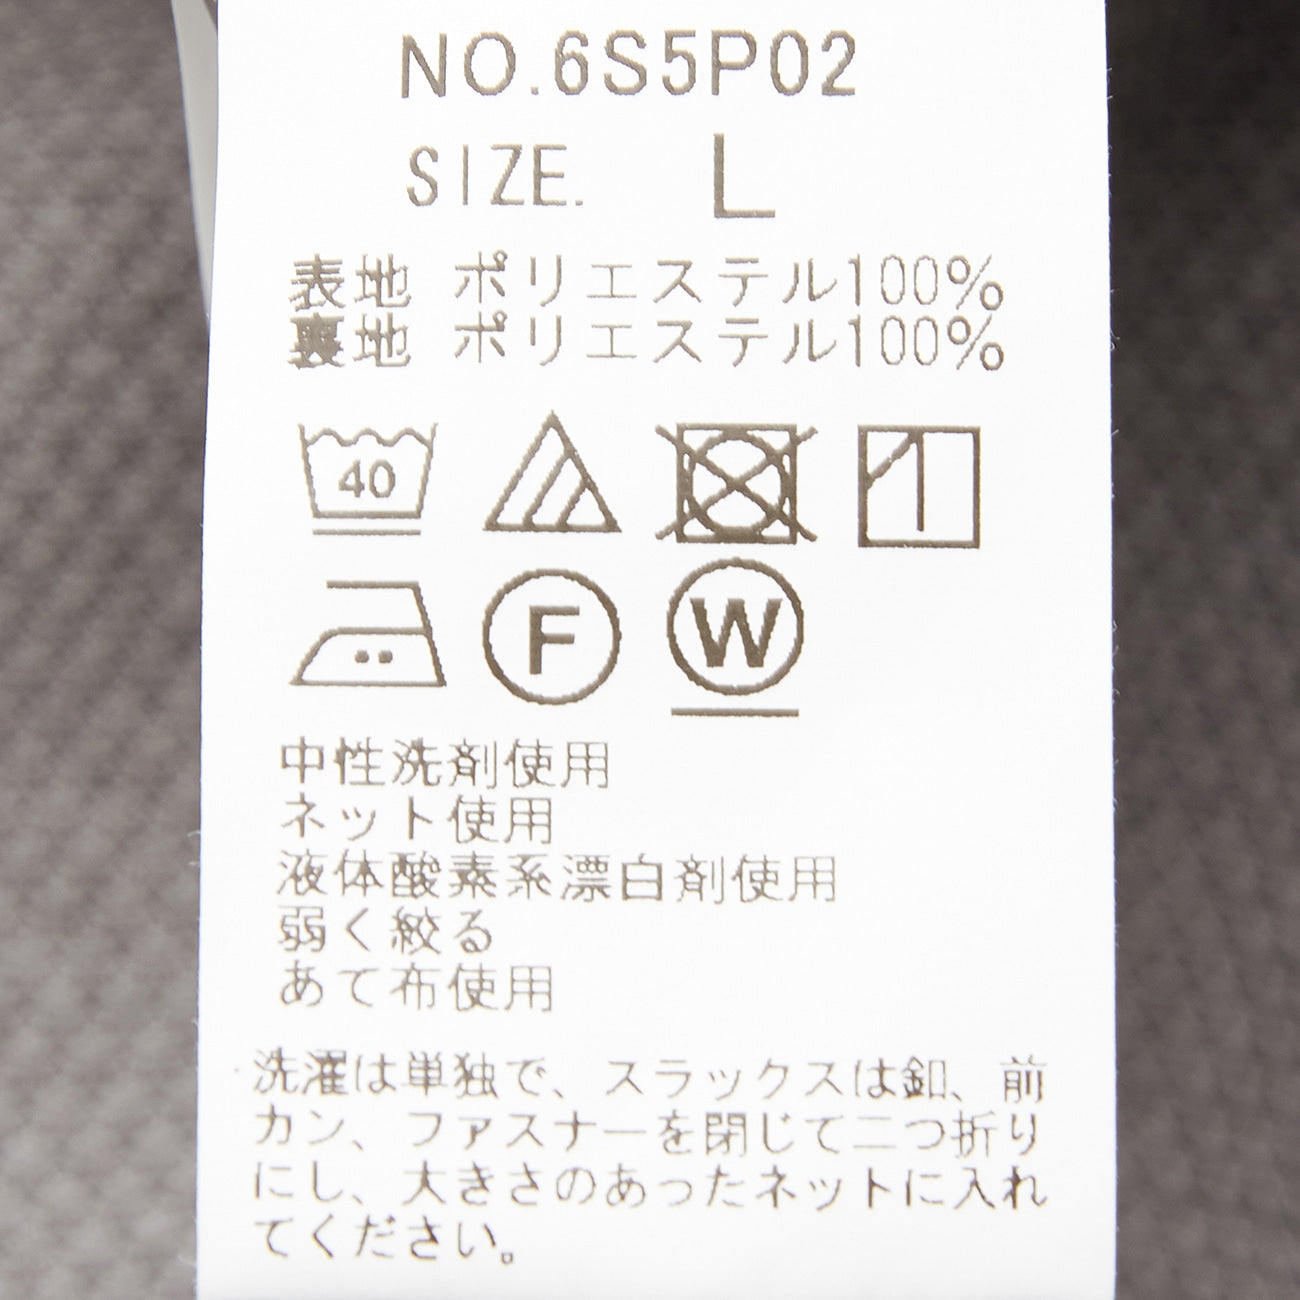 NO.6S5P02
SIZE. L
表地 ポリエステル100%
裏地 ポリエステル100%
40
F W
中性洗剤使用
ネット使用
液体酸素系漂白剤使用
弱く絞る
あて布使用
洗濯は単独で、スラックスは釦、前
カン、ファスナーを閉じて二つ折り
にし、大きさのあったネットに入れ
てください。